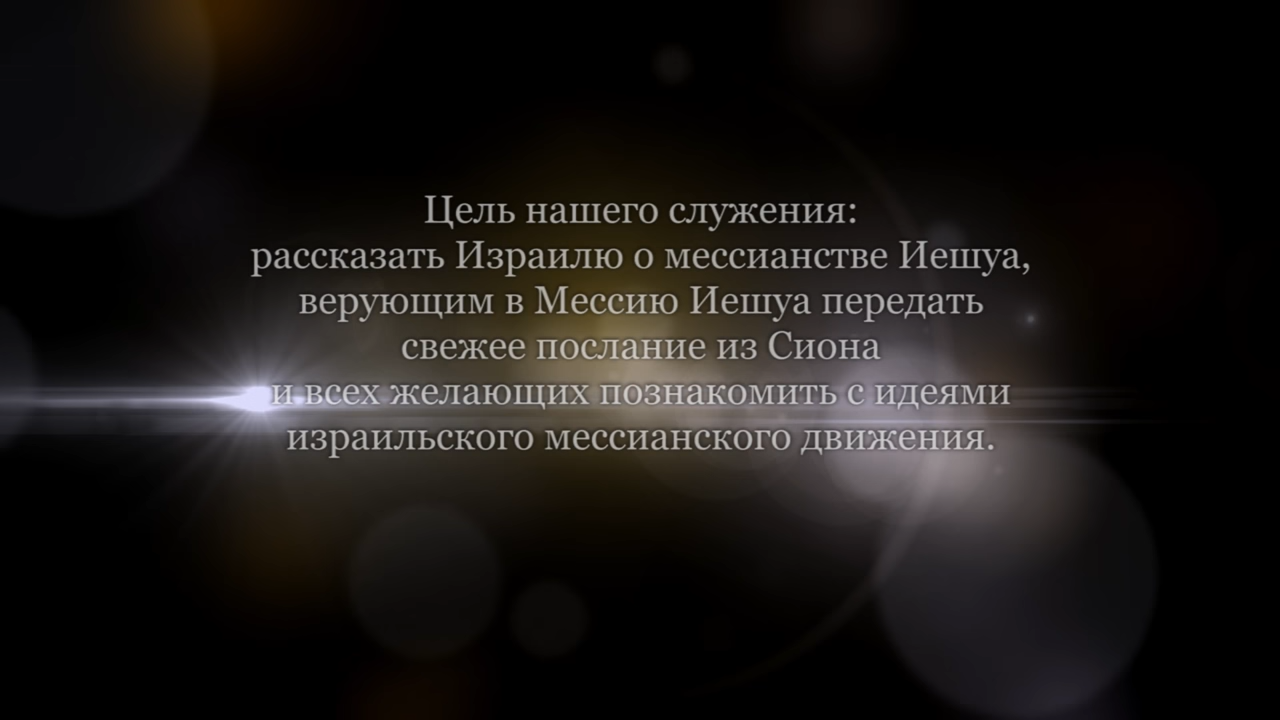 Цель нашего служения:
рассказать Израилю о мессианстве Иешуа,
верующим в Мессию Иешуа передать
свежее послание из Сиона
и всех желающих познакомить с идеями
израильского мессианского движения.